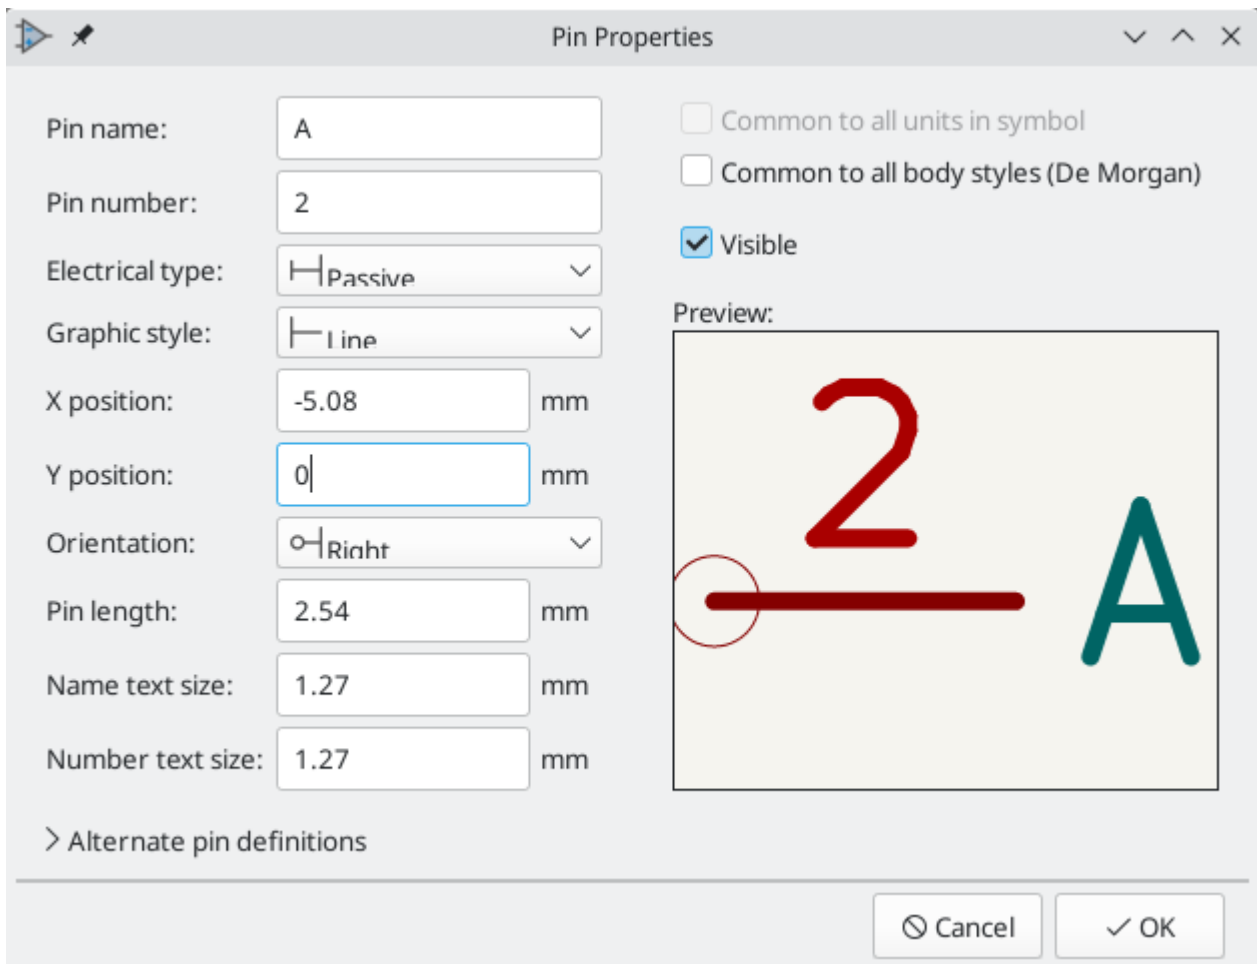 Pin Properties
Pin name: A
Pin number: 2
Electrical type: Passive
Graphic style: Line
X position: -5.08 mm
Y position: 0 mm
Orientation: Right
Pin length: 2.54 mm
Name text size: 1.27 mm
Number text size: 1.27 mm
Alternate pin definitions
Common to all units in symbol
Common to all body styles (De Morgan)
Visible
Preview:
2
A
Cancel OK